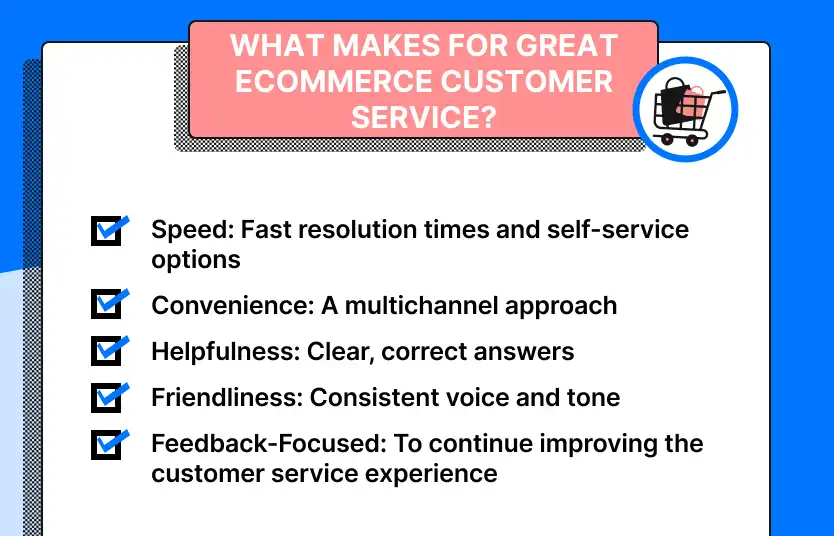 WHAT MAKES FOR GREAT
ECOMMERCE CUSTOMER
SERVICE?
Speed: Fast resolution times and self-service
options
Convenience: A multichannel approach
Helpfulness: Clear, correct answers
Friendliness: Consistent voice and tone
Feedback-Focused: To continue improving the
customer service experience